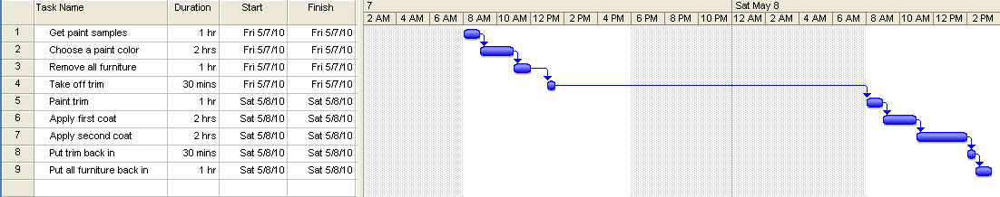 Task Name Duration Start Finish 7 Sat May 8
2 AM 4 AM 6 AM 8 AM 10 AM 12 PM 2 PM 4 PM 6 PM 8 PM 10 PM 12 AM 2 AM 4 AM 6 AM 8 AM 10 AM 12 PM 2 PM
1 Get paint samples 1 hr Fri 5/7/10 Fri 5/7/10
2 Choose a paint color 2 hrs Fri 5/7/10 Fri 5/7/10
3 Remove all furniture 1 hr Fri 5/7/10 Fri 5/7/10
4 Take off trim 30 mins Fri 5/7/10 Fri 5/7/10
5 Paint trim 1 hr Sat 5/8/10 Sat 5/8/10
6 Apply first coat 2 hrs Sat 5/8/10 Sat 5/8/10
7 Apply second coat 2 hrs Sat 5/8/10 Sat 5/8/10
8 Put trim back in 30 mins Sat 5/8/10 Sat 5/8/10
9 Put all furniture back in 1 hr Sat 5/8/10 Sat 5/8/10